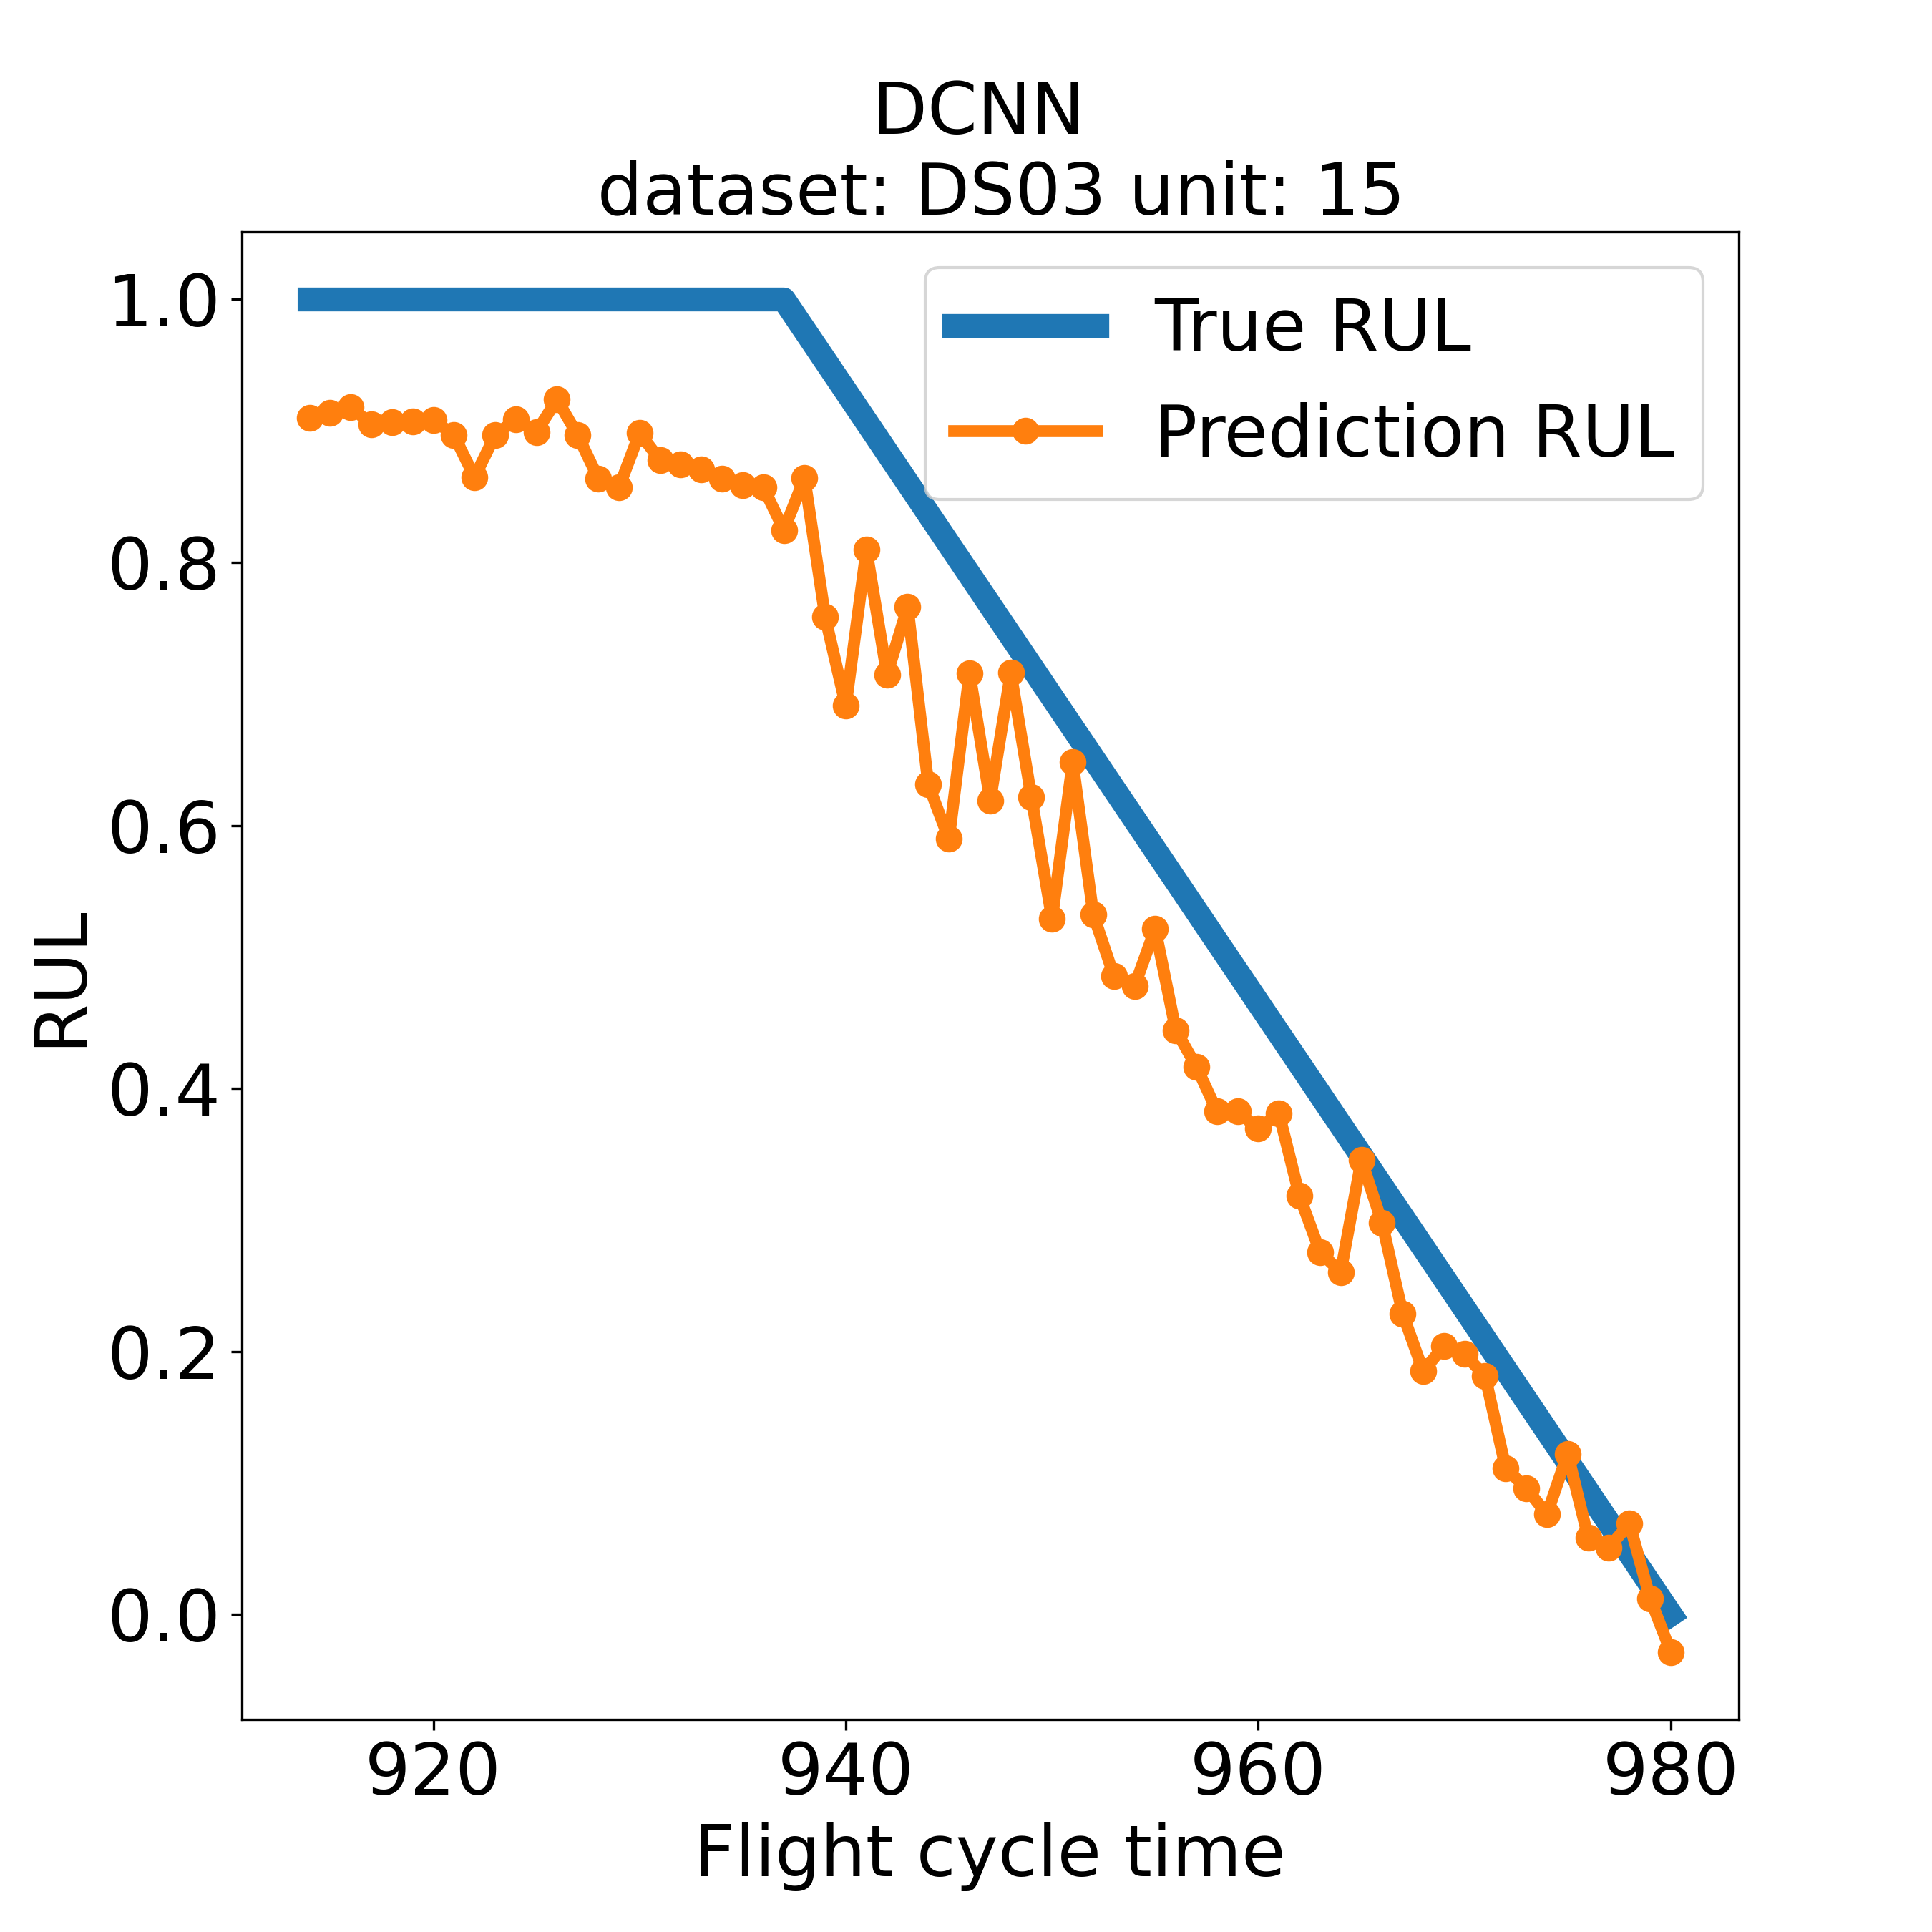 DCNN
dataset: DS03 unit: 15
True RUL
Prediction RUL
1.0
0.8
0.6
0.4
0.2
0.0
RUL
920 940 960 980
Flight cycle time